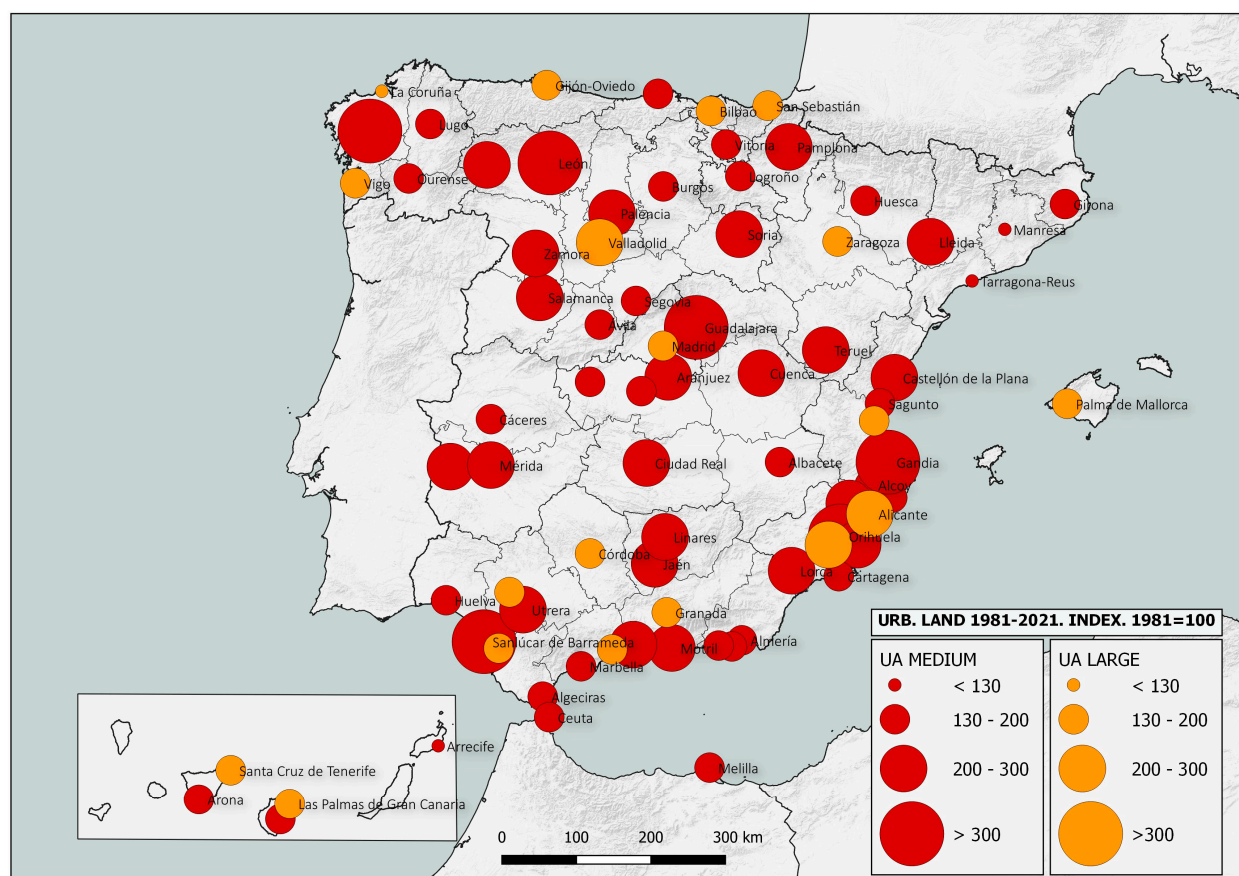 La Coruña
Gijón-Oviedo
San Sebastián
Bilbao
Lugo
Vitoria
Pamplona
León
Vigo
Ourense
Logroño
Burgos
Huesca
Girona
Palencia
Manresa
Soria
Valladolid
Zaragoza
Lleida
Zamora
Tarragona-Reus
Salamanca
Segovia
Ávila
Guadalajara
Madrid
Teruel
Aranjuez
Cuenca
Castellón de la Plana
Sagunto
Palma de Mallorca
Cáceres
Mérida
Ciudad Real
Albacete
Gandia
Alcoy
Alicante
Linares
Orihuela
Córdoba
Jaén
Lorca
Cartagena
Huelva
Utrera
Granada
Sanlúcar de Barrameda
Motril
Almería
Marbella
Algeciras
Ceuta
Melilla
Arrecife
Santa Cruz de Tenerife
Arona
Las Palmas de Gran Canaria
URB. LAND 1981-2021. INDEX. 1981=100
UA MEDIUM
< 130
130 - 200
200 - 300
> 300
UA LARGE
< 130
130 - 200
200 - 300
>300
0 100 200 300 km